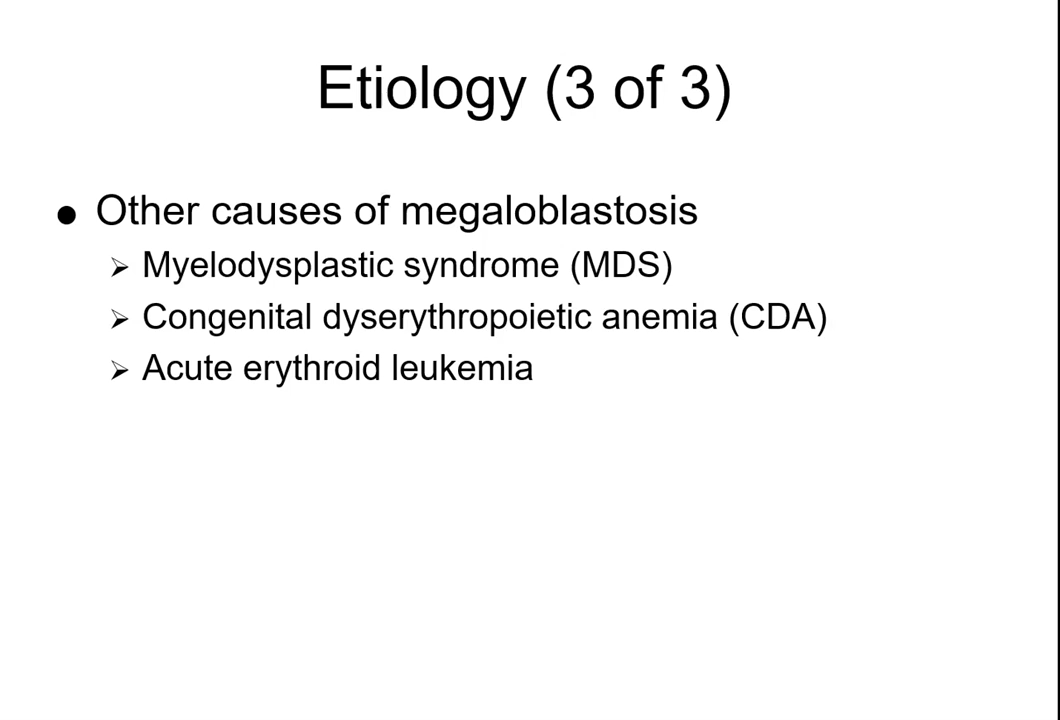 Etiology (3 of 3)
● Other causes of megaloblastosis
➢ Myelodysplastic syndrome (MDS)
➢ Congenital dyserythropoietic anemia (CDA)
➢ Acute erythroid leukemia